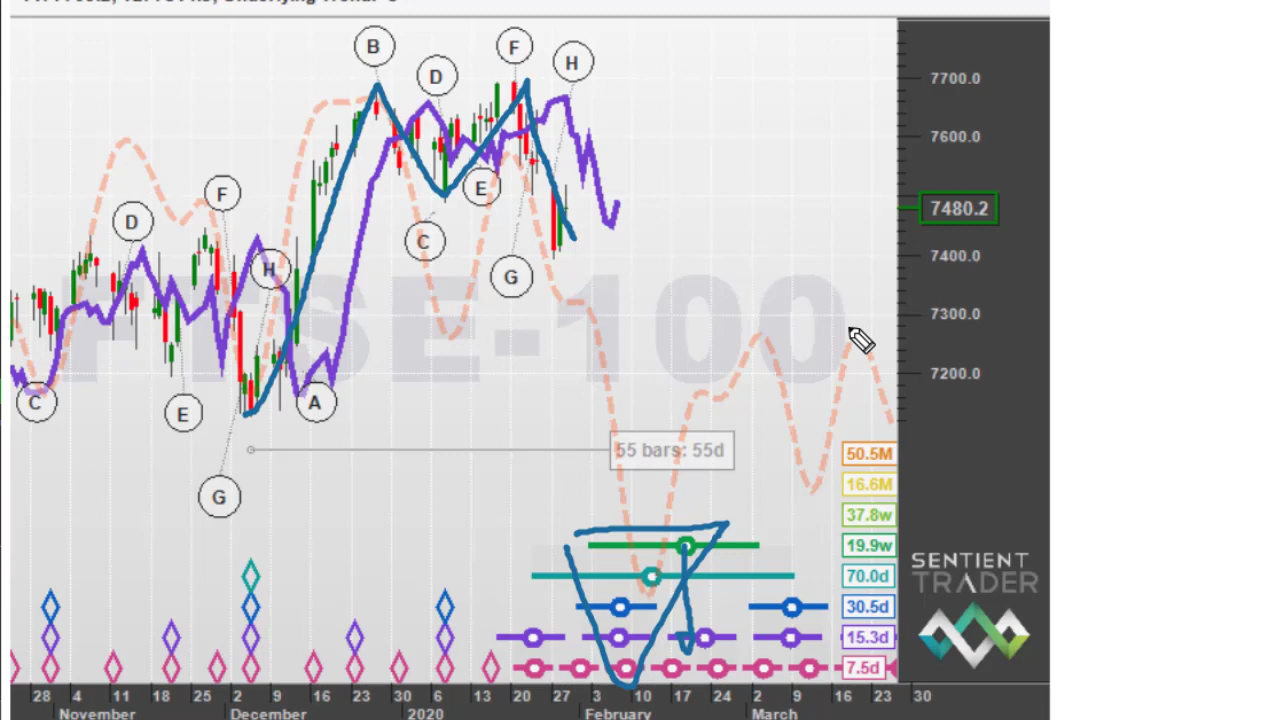 B
F
H
D
7700.0
7600.0
F
D
E
7480.2
C
H
G
7400.0
FTSE-100
7300.0
7200.0
C
E
A
55 bars: 55d
50.5M
G
16.6M
37.8w
19.9w
SENTIENT
TRADER
70.0d
30.5d
15.3d
7.5d
28 4 11 18 25 2 9 16 23 30 6 13 20 27 3 10 17 24 2 9 16 23 30
November December 2020 February March